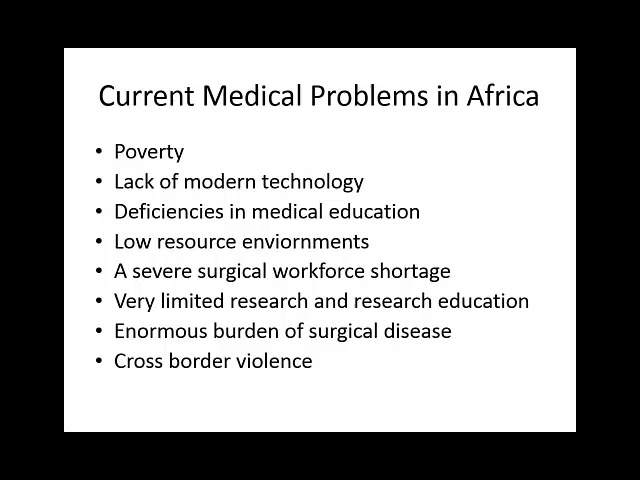 Current Medical Problems in Africa
• Poverty
• Lack of modern technology
• Deficiencies in medical education
• Low resource enviornments
• A severe surgical workforce shortage
• Very limited research and research education
• Enormous burden of surgical disease
• Cross border violence